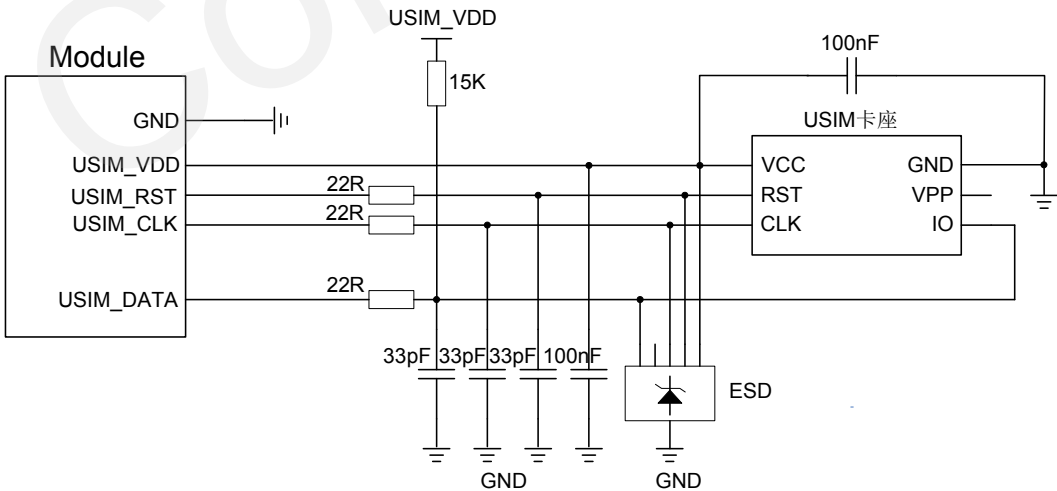 Co
USIM_VDD
Module
15K
100nF
GND
USIM卡座
USIM_VDD
VCC
GND
USIM_RST
22R
RST
VPP
USIM_CLK
22R
CLK
IO
USIM_DATA
22R
33pF 33pF 33pF 100nF
ESD
GND
GND